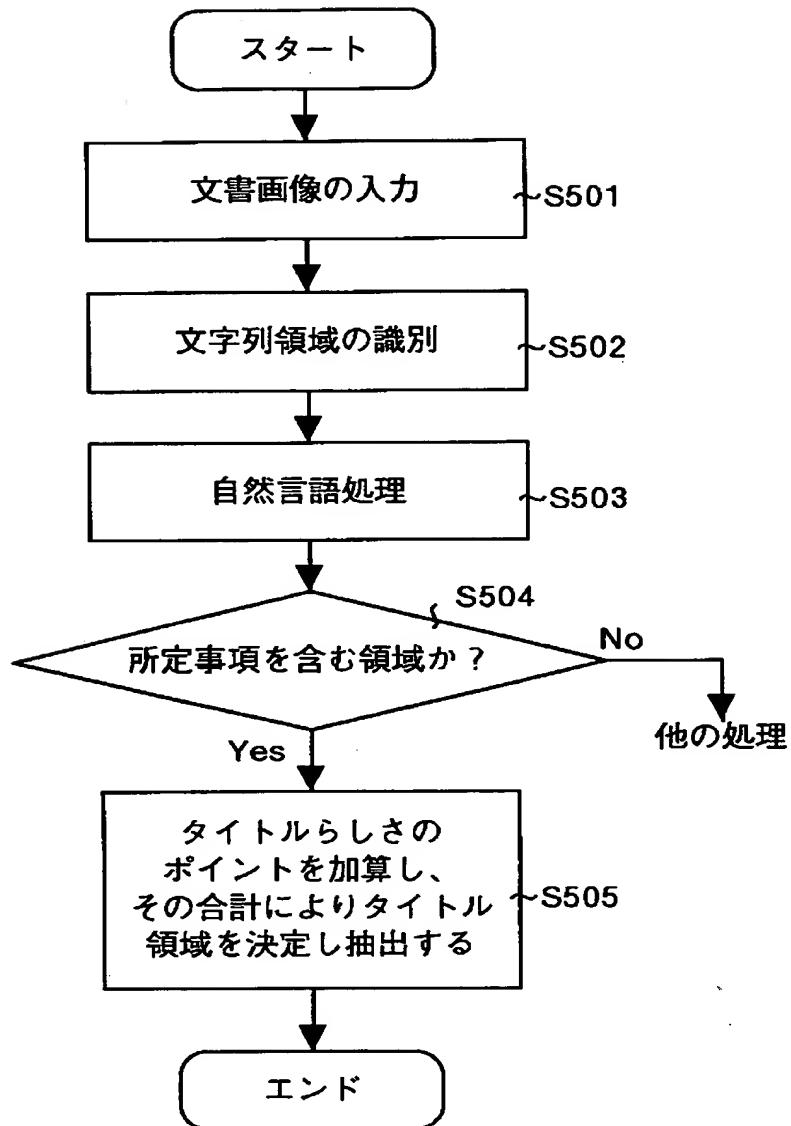 スタート
文書画像の入力
S501
文字列領域の識別
S502
自然言語処理
S503
S504
所定事項を含む領域か？
No
他の処理
Yes
タイトルらしさの
ポイントを加算し、
その合計によりタイトル
領域を決定し抽出する
S505
エンド